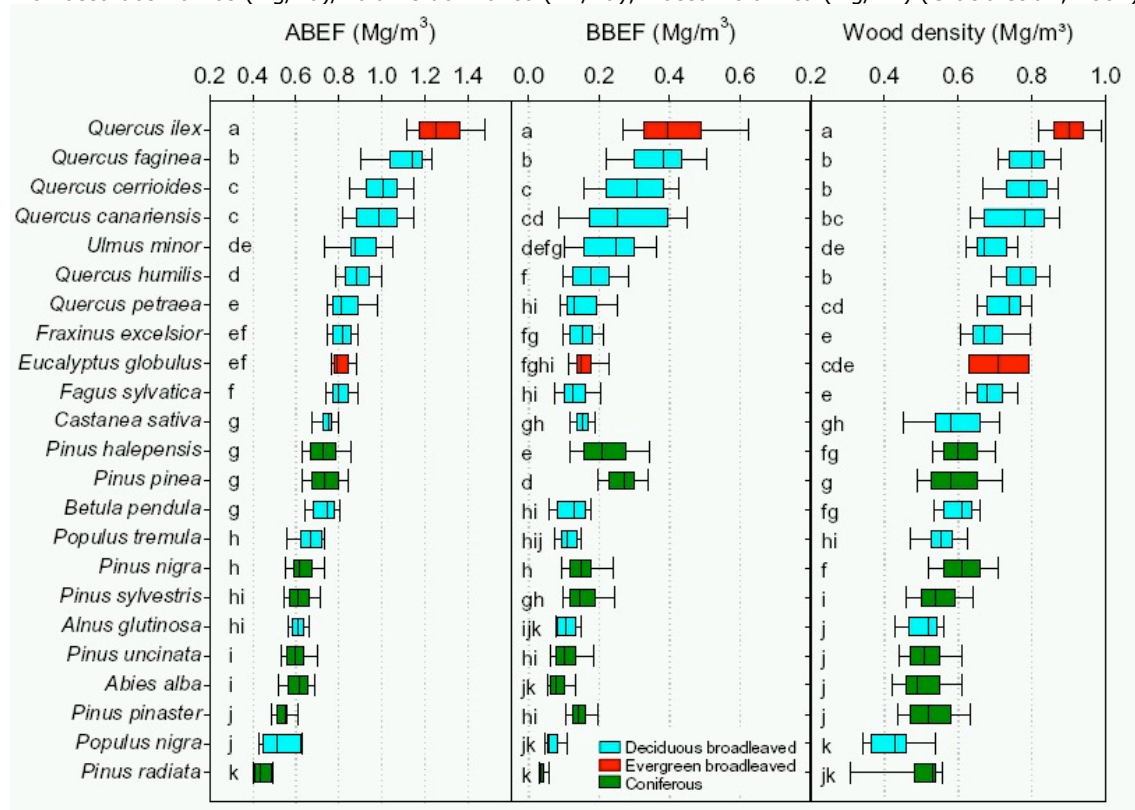 ABEF (Mg/m³) BBEF (Mg/m³) Wood density (Mg/m³)
0.2 0.4 0.6 0.8 1.0 1.2 1.4 0.0 0.2 0.4 0.6 0.2 0.4 0.6 0.8 1.0
Quercus ilex a a a
Quercus faginea b b b
Quercus cerrioides c c b
Quercus canariensis c cd bc
Ulmus minor de defg de
Quercus humilis d f b
Quercus petraea e hi cd
Fraxinus excelsior ef fg e
Eucalyptus globulus ef fghi cde
Fagus sylvatica f hi e
Castanea sativa g gh gh
Pinus halepensis g e fg
Pinus pinea g d g
Betula pendula g hi fg
Populus tremula h hij hi
Pinus nigra h h f
Pinus sylvestris hi gh i
Alnus glutinosa hi ijk j
Pinus uncinata i hi j
Abies alba i jk j
Pinus pinaster j hi j
Populus nigra j jk k
Pinus radiata k k jk
Deciduous broadleaved
Evergreen broadleaved
Coniferous